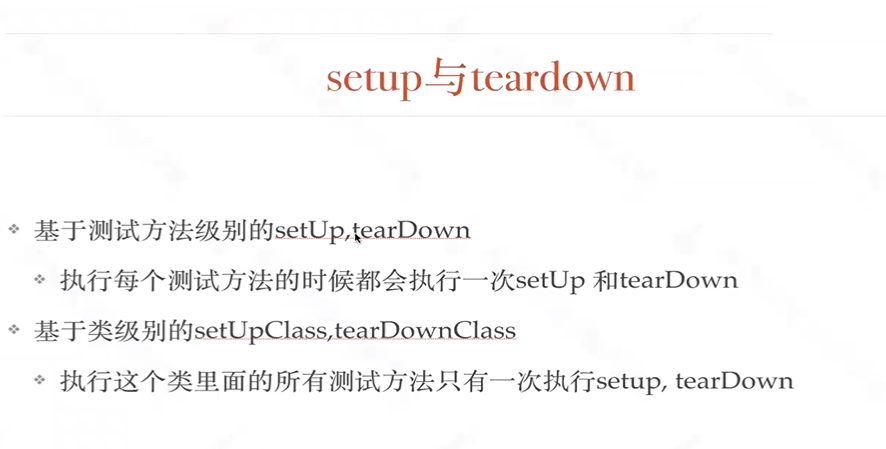 setup与teardown
基于测试方法级别的setUp,tearDown
执行每个测试方法的时候都会执行一次setUp 和tearDown
基于类级别的setUpClass,tearDownClass
执行这个类里面的所有测试方法只有一次执行setup, tearDown